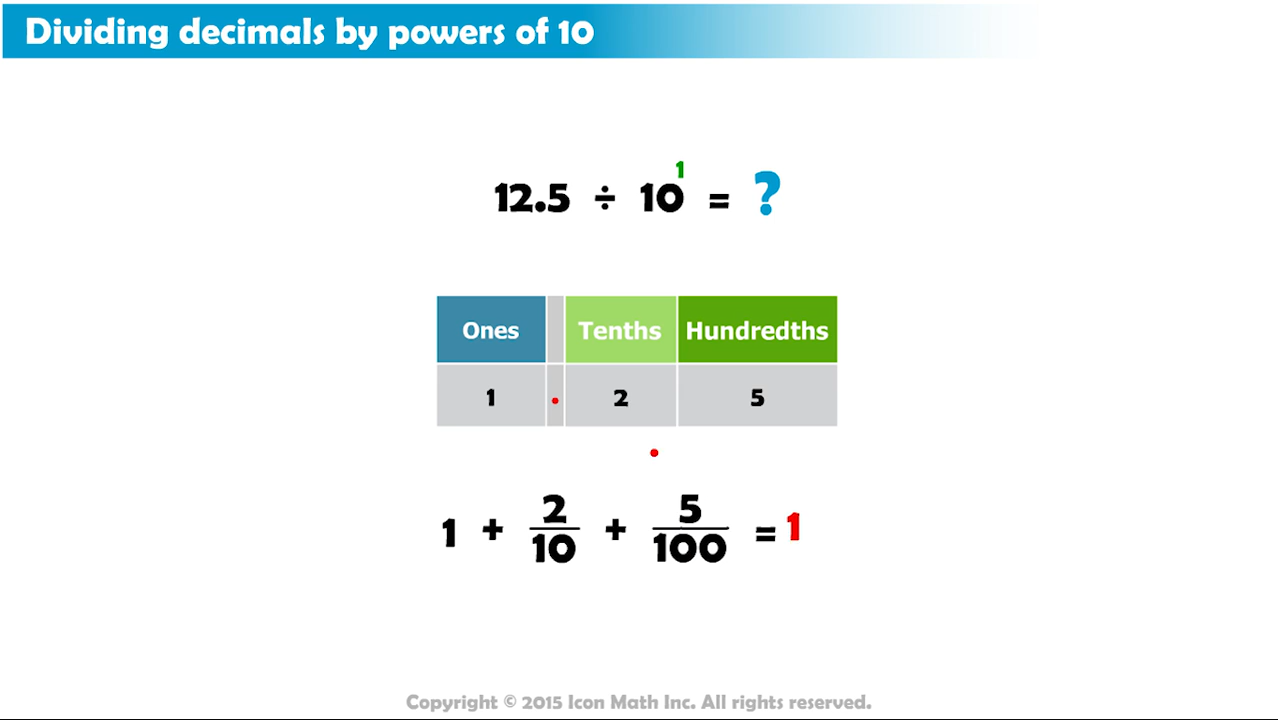 Dividing decimals by powers of 10
12.5 ÷ 10¹ = ?
Ones Tenths Hundredths
1 . 2 5
1 + 2/10 + 5/100 = 1
Copyright © 2015 Icon Math Inc. All rights reserved.